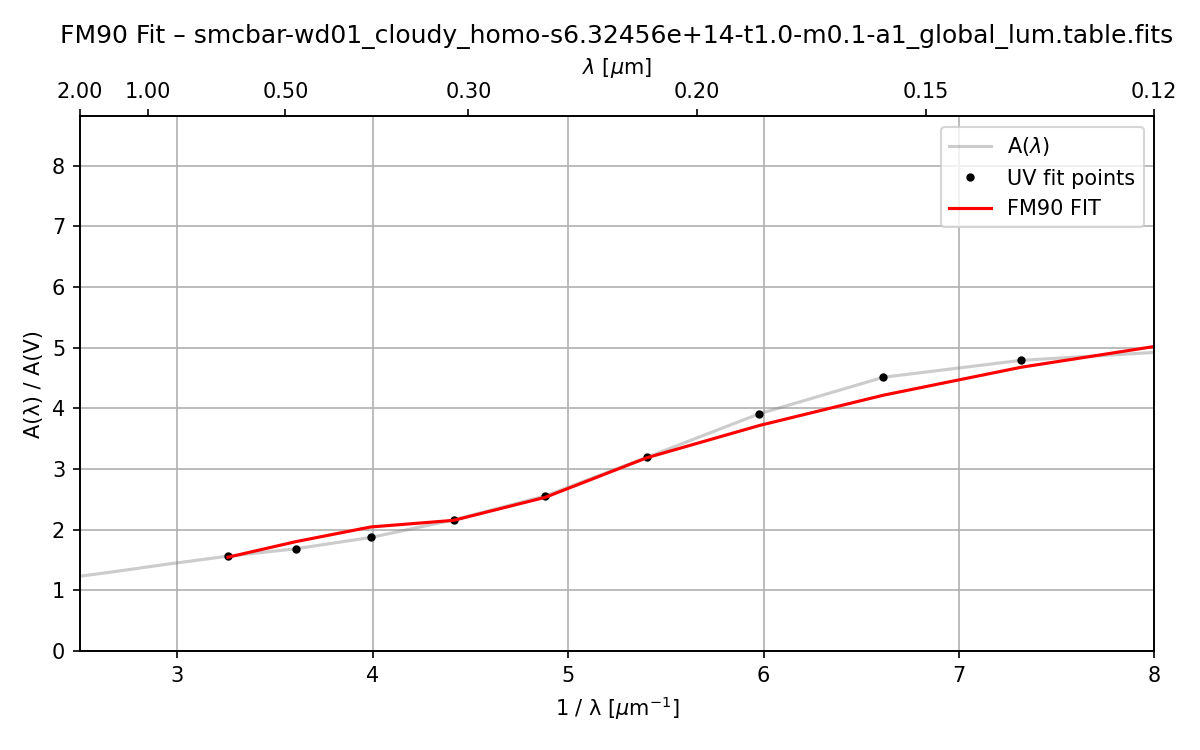 FM90 Fit – smcbar-wd01_cloudy_homo-s6.32456e+14-t1.0-m0.1-a1_global_lum.table.fits
λ [μm]
2.00 1.00 0.50 0.30 0.20 0.15 0.12
A(λ)
UV fit points
FM90 FIT
8
7
6
5
4
3
2
1
0
A(λ) / A(V)
3 4 5 6 7 8
1 / λ [μm⁻¹]